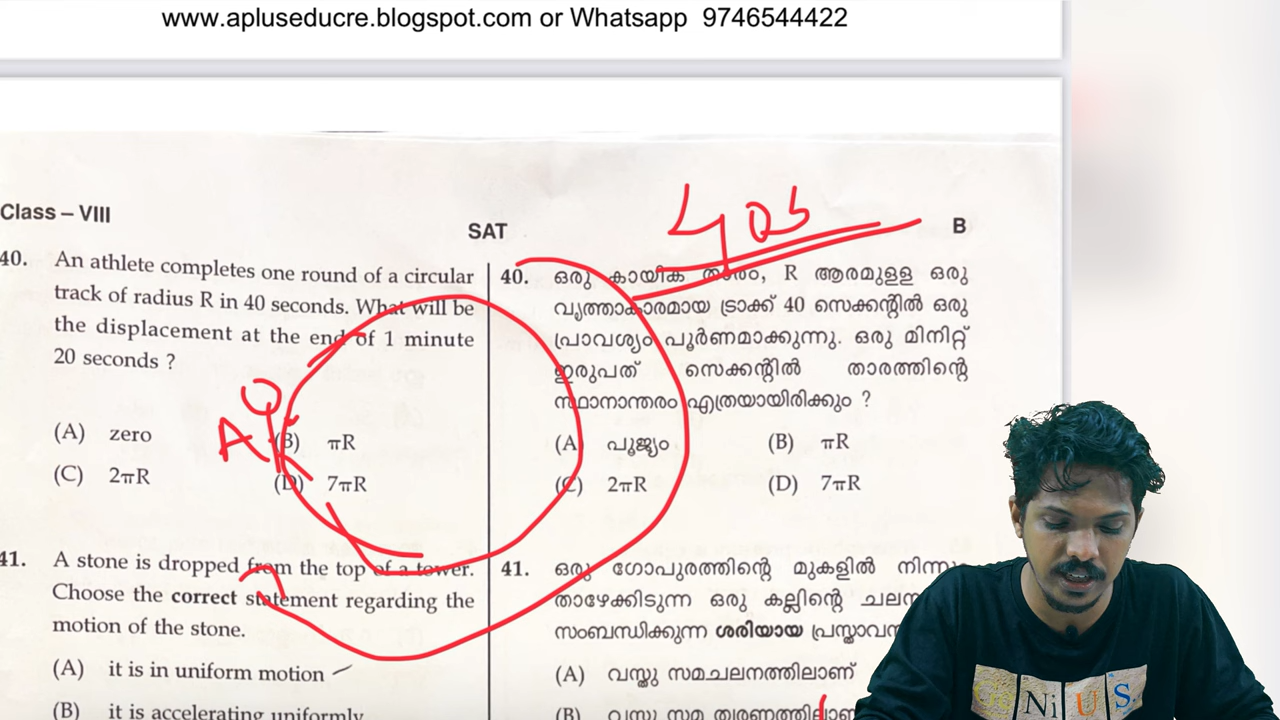 www.apluseducre.blogspot.com or Whatsapp 9746544422
Class – VIII
SAT
B
40s
40. An athlete completes one round of a circular
track of radius R in 40 seconds. What will be
the displacement at the end of 1 minute
20 seconds ?
(A) zero
(B) πR
(C) 2πR
(D) 7πR
A
41. A stone is dropped from the top of a tower.
Choose the correct statement regarding the
motion of the stone.
(A) it is in uniform motion
(B) it is accelerating uniformly
40. ഒരു കായിക താരം, R ആരമുളള ഒരു
വൃത്താകാരമായ ട്രാക്ക് 40 സെക്കന്റിൽ ഒരു
പ്രാവശ്യം പൂർണമാക്കുന്നു. ഒരു മിനിറ്റ്
ഇരുപത് സെക്കന്റിൽ താരത്തിന്റെ
സ്ഥാനാന്തരം എത്രയായിരിക്കും ?
(A) പൂജ്യം
(B) πR
(C) 2πR
(D) 7πR
41. ഒരു ഗോപുരത്തിന്റെ മുകളിൽ
താഴേക്കിടുന്ന ഒരു കല്ലിന്റെ
സംബന്ധിക്കുന്ന ശരിയായ
(A) വസ്തു സമചലനത്തിലാണ്
(B) വസ്തു സമ
GENiUS.